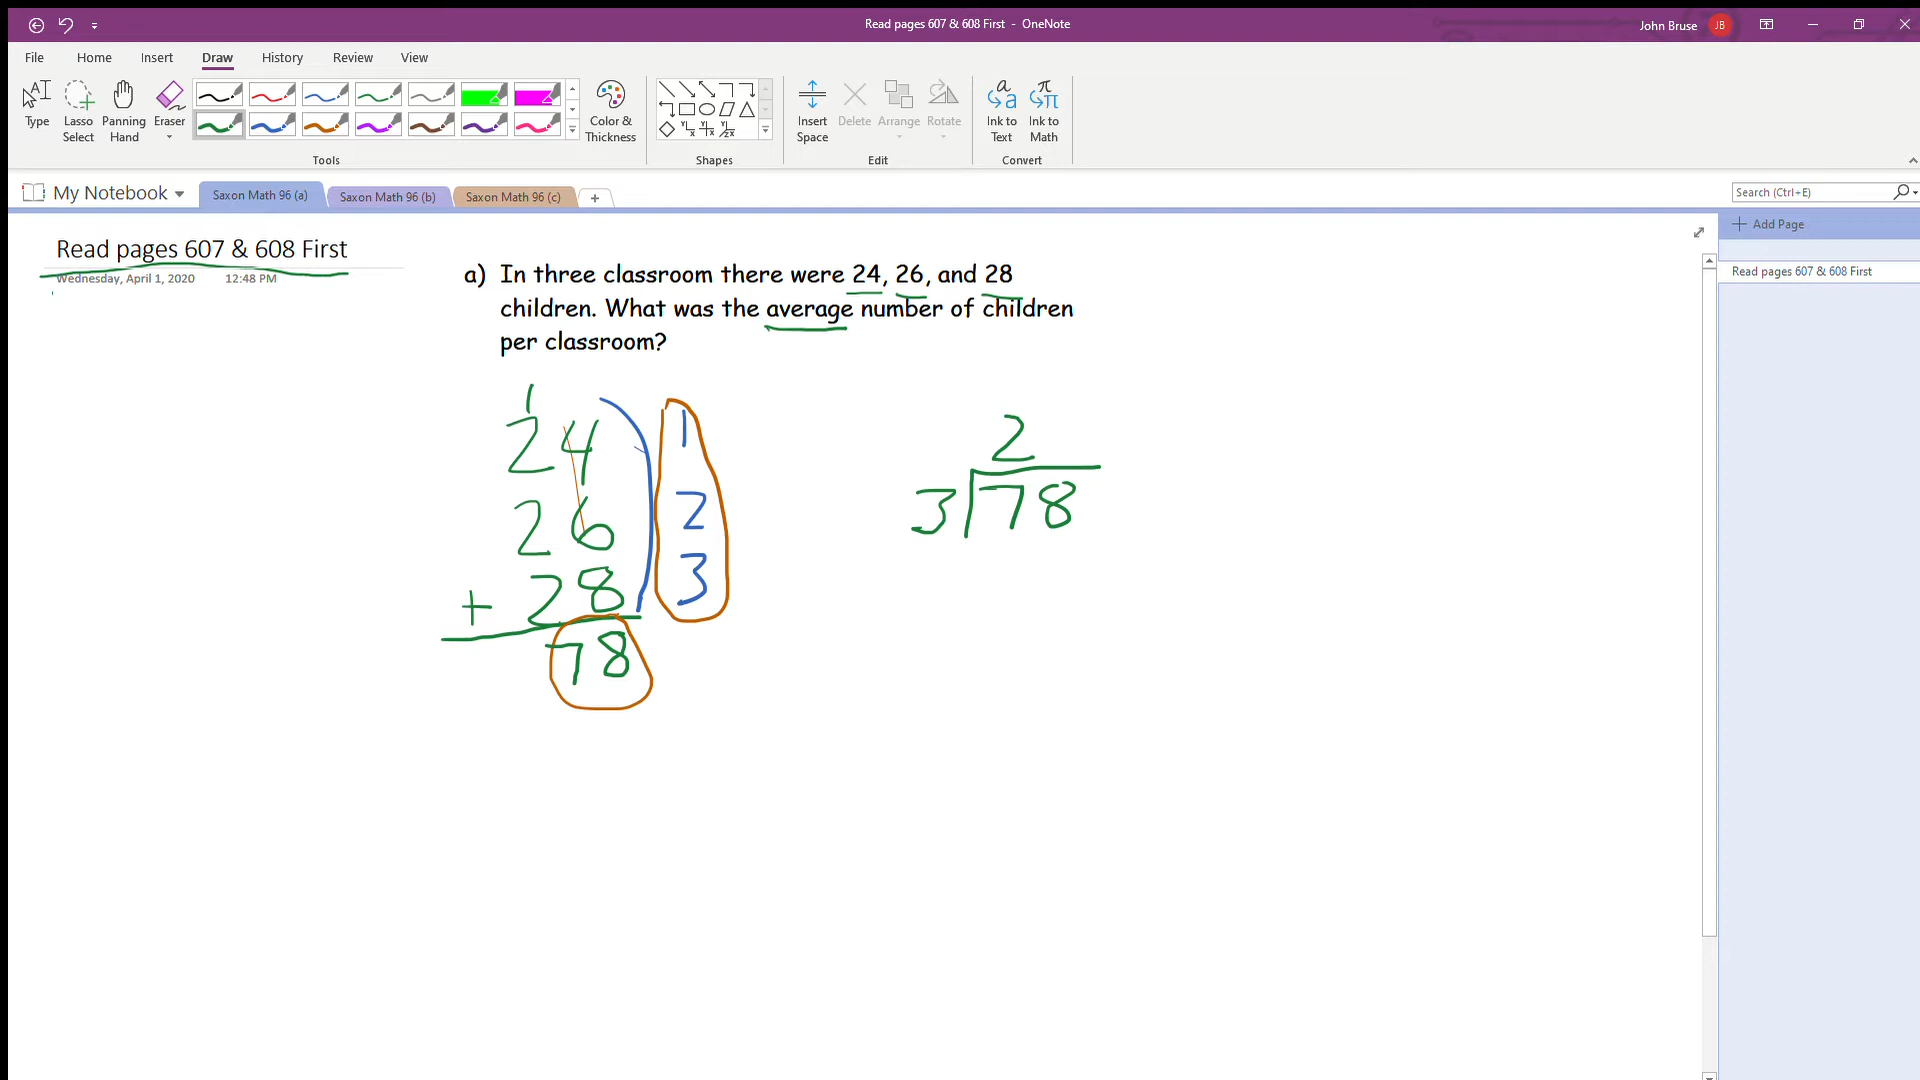 Read pages 607 & 608 First - OneNote
John Bruse JB
File Home Insert Draw History Review View
Type
Lasso Select
Panning Hand
Eraser
Color & Thickness
Insert Space
Delete
Arrange
Rotate
Ink to Text
Ink to Math
Tools
Shapes
Edit
Convert
My Notebook
Saxon Math 96 (a)
Saxon Math 96 (b)
Saxon Math 96 (c)
Search (Ctrl+E)
Add Page
Read pages 607 & 608 First
Read pages 607 & 608 First
Wednesday, April 1, 2020 12:48 PM
a) In three classroom there were 24, 26, and 28
children. What was the average number of children
per classroom?
1
24 1
26 2
+ 28 3
78
2
3 78